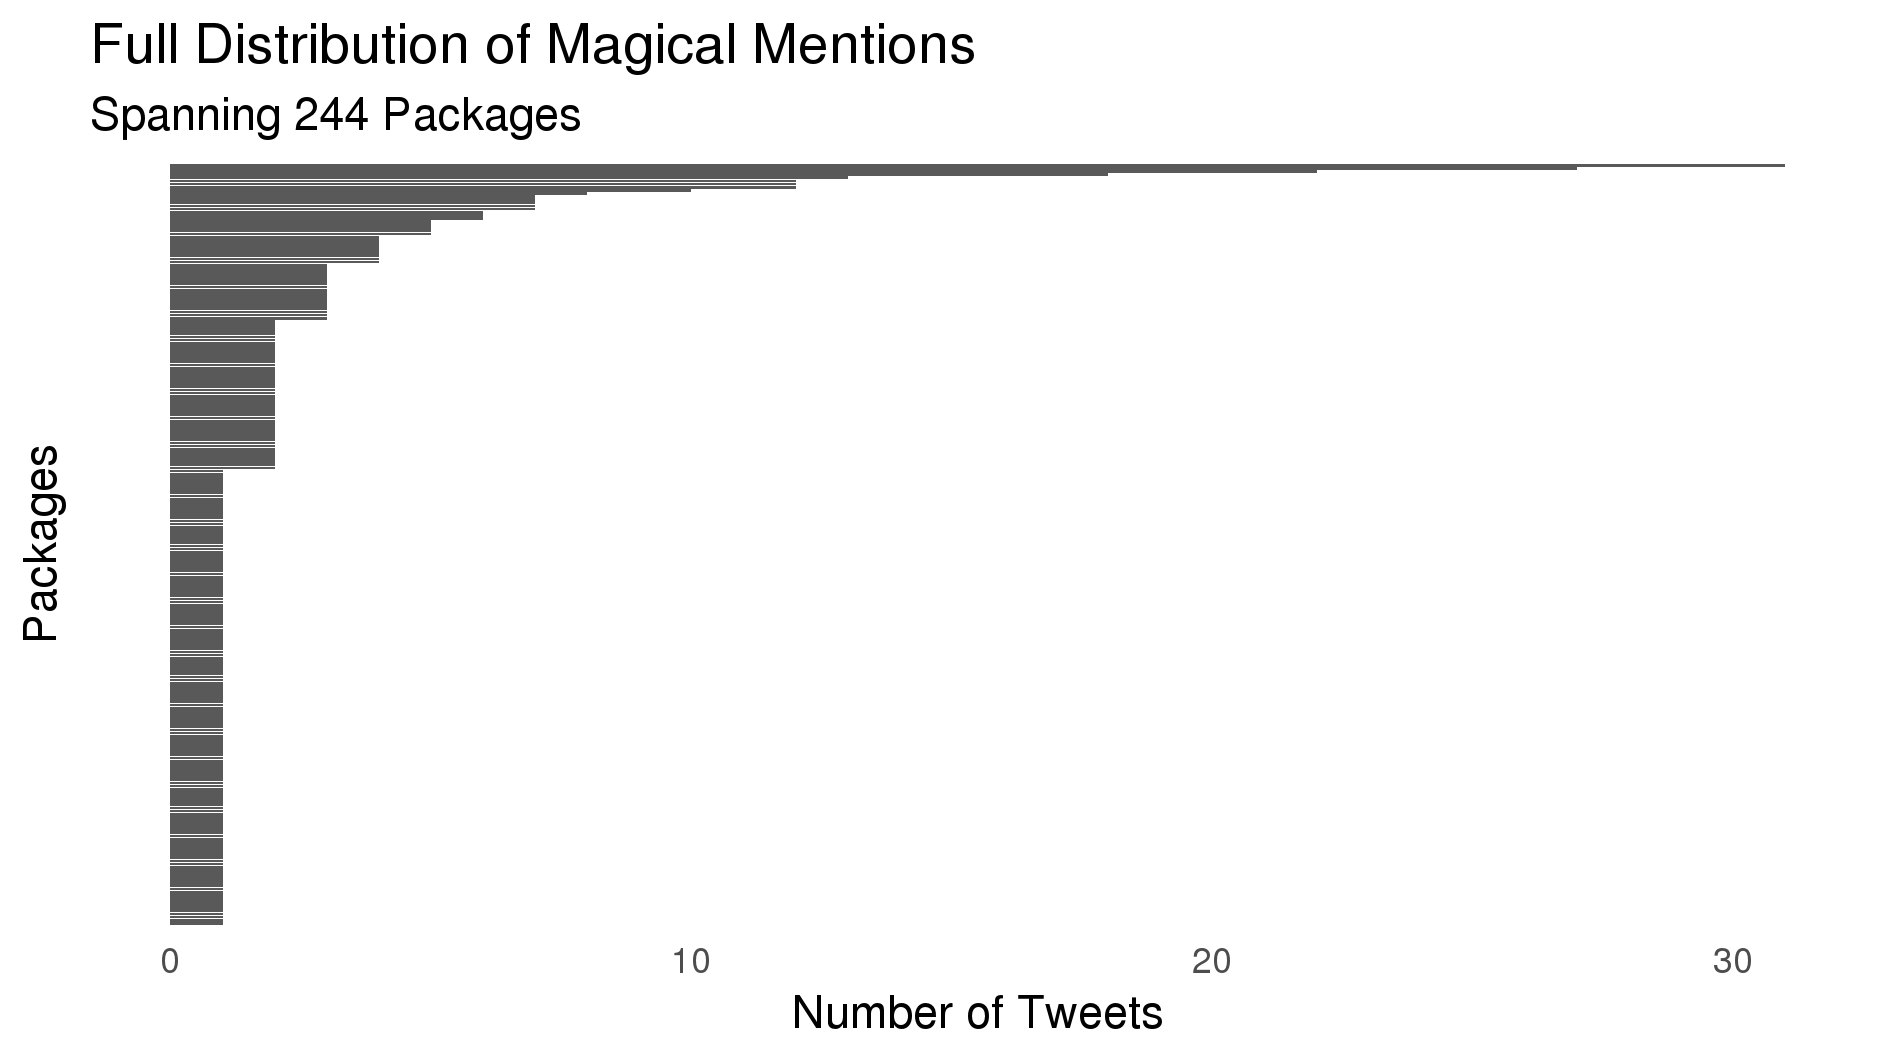 Full Distribution of Magical Mentions
Spanning 244 Packages
Packages
0 10 20 30
Number of Tweets